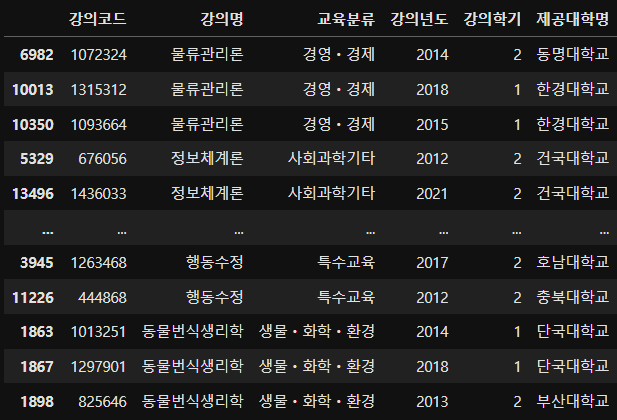 강의코드 강의명 교육분류 강의년도 강의학기 제공대학명
6982 1072324 물류관리론 경영・경제 2014 2 동명대학교
10013 1315312 물류관리론 경영・경제 2018 1 한경대학교
10350 1093664 물류관리론 경영・경제 2015 1 한경대학교
5329 676056 정보체계론 사회과학기타 2012 2 건국대학교
13496 1436033 정보체계론 사회과학기타 2021 2 건국대학교
... ... ... ... ... ... ...
3945 1263468 행동수정 특수교육 2017 2 호남대학교
11226 444868 행동수정 특수교육 2012 2 충북대학교
1863 1013251 동물번식생리학 생물・화학・환경 2014 1 단국대학교
1867 1297901 동물번식생리학 생물・화학・환경 2018 1 단국대학교
1898 825646 동물번식생리학 생물・화학・환경 2013 2 부산대학교